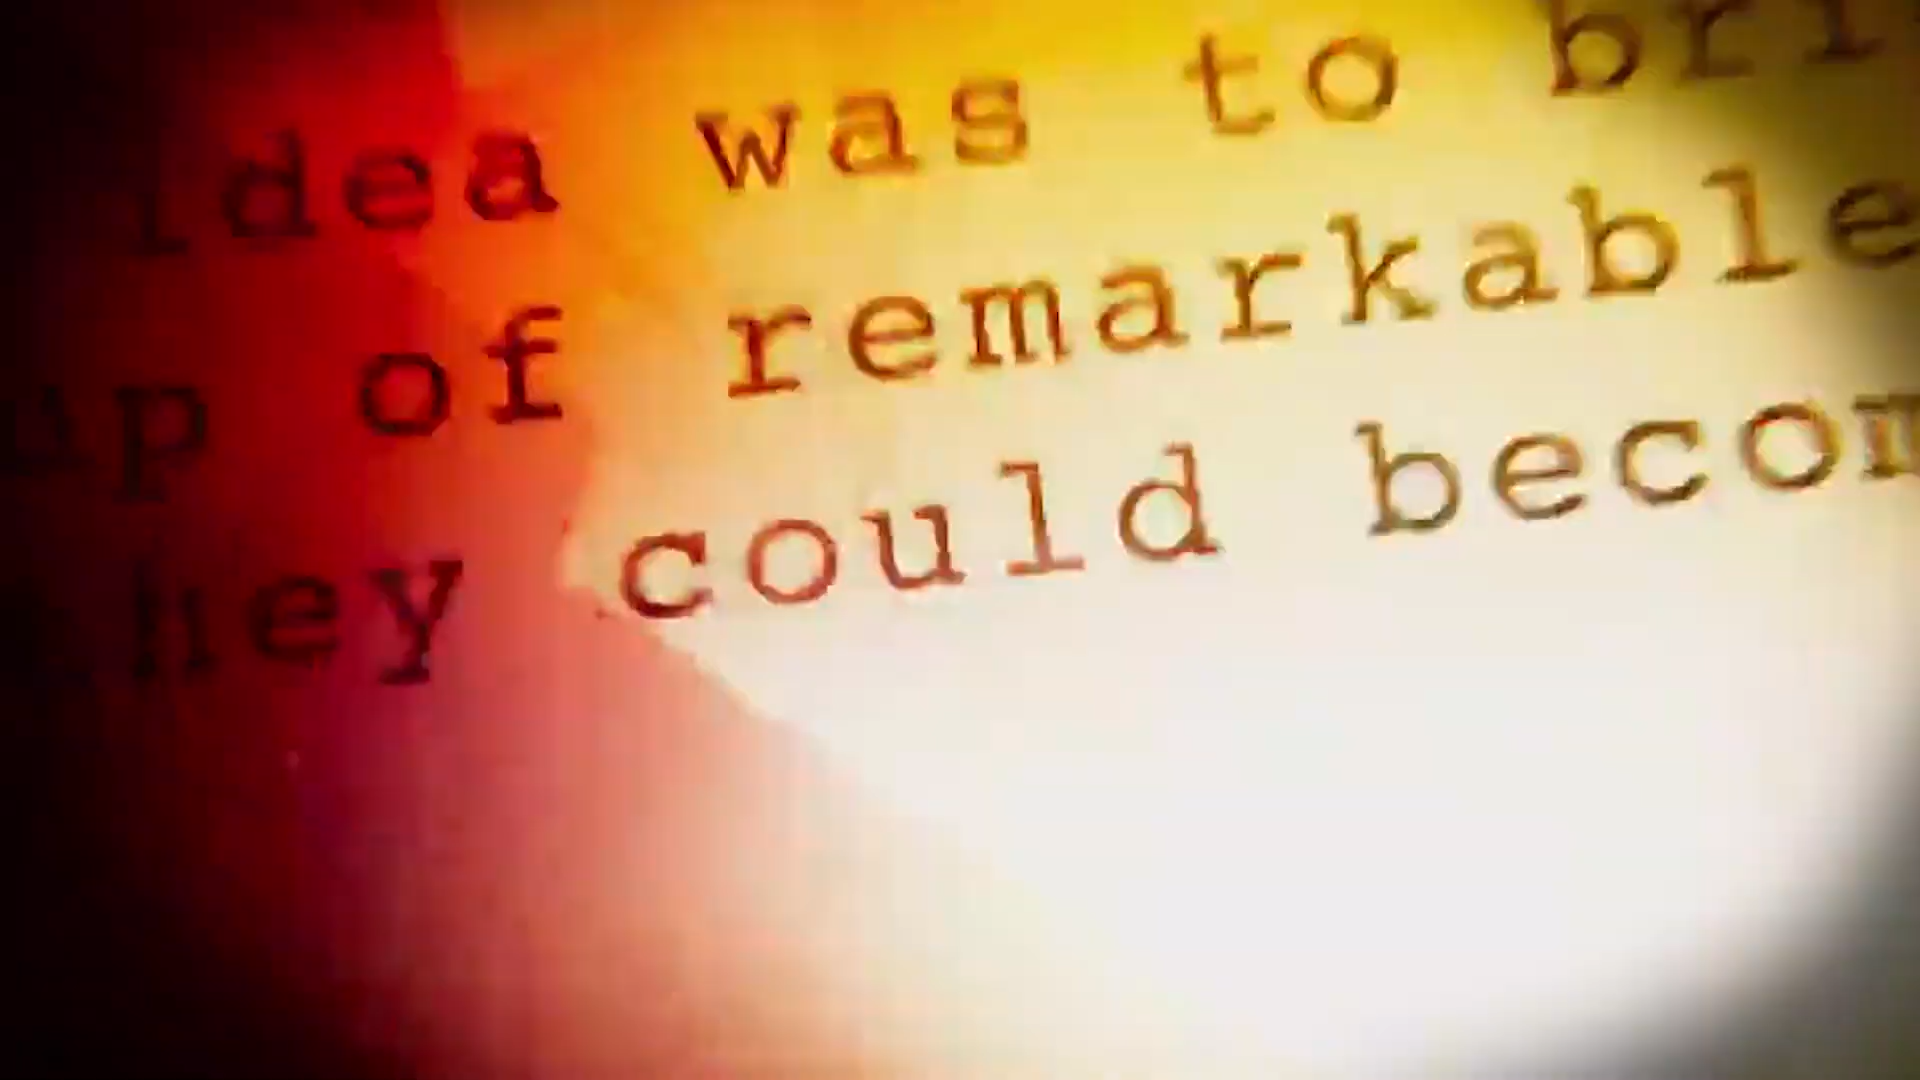 idea was to bri
up of remarkable
hey could becom